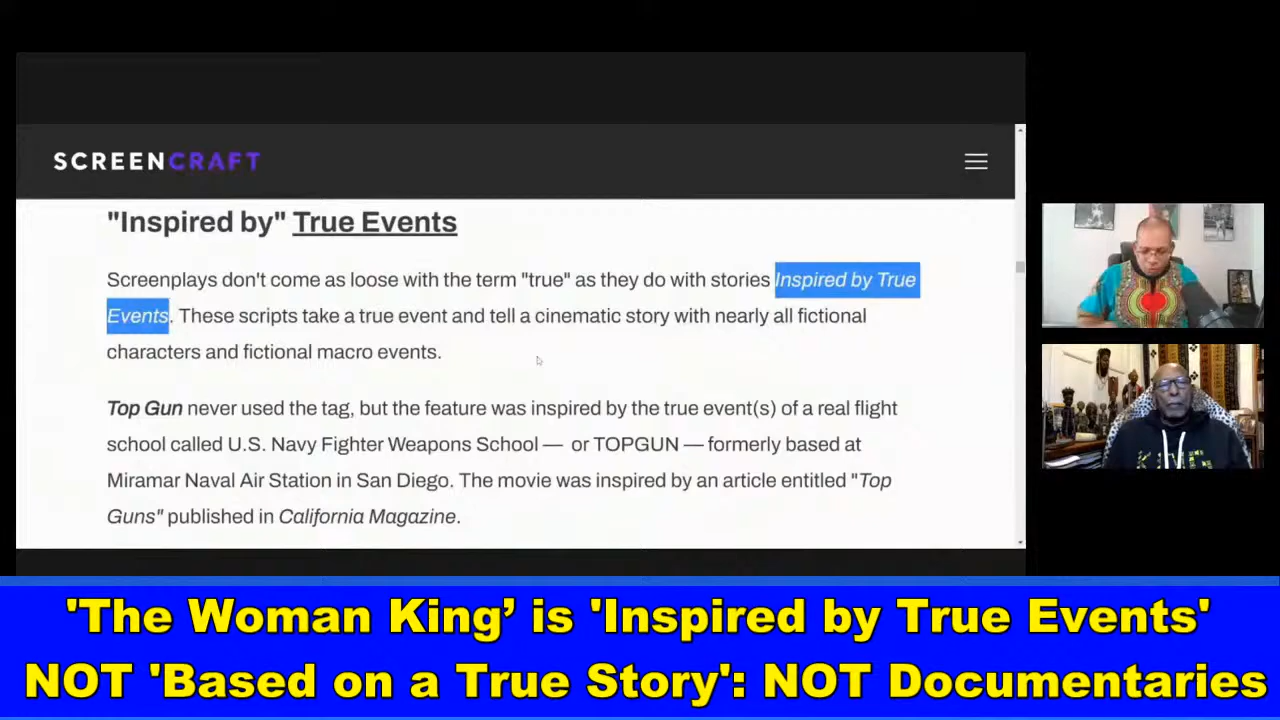 SCREENCRAFT
"Inspired by" True Events
Screenplays don't come as loose with the term "true" as they do with stories Inspired by True
Events. These scripts take a true event and tell a cinematic story with nearly all fictional
characters and fictional macro events.
Top Gun never used the tag, but the feature was inspired by the true event(s) of a real flight
school called U.S. Navy Fighter Weapons School — or TOPGUN — formerly based at
Miramar Naval Air Station in San Diego. The movie was inspired by an article entitled "Top
Guns" published in California Magazine.
'The Woman King’ is 'Inspired by True Events'
NOT 'Based on a True Story': NOT Documentaries